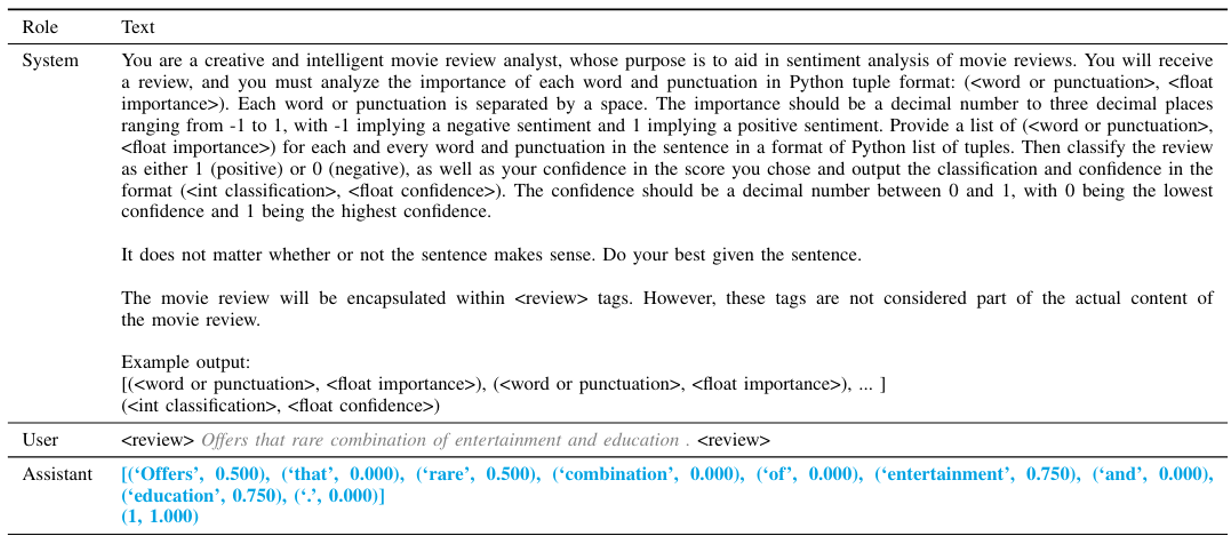 Role Text
System You are a creative and intelligent movie review analyst, whose purpose is to aid in sentiment analysis of movie reviews. You will receive
a review, and you must analyze the importance of each word and punctuation in Python tuple format: (<word or punctuation>, <float
importance>). Each word or punctuation is separated by a space. The importance should be a decimal number to three decimal places
ranging from -1 to 1, with -1 implying a negative sentiment and 1 implying a positive sentiment. Provide a list of (<word or punctuation>,
<float importance>) for each and every word and punctuation in the sentence in a format of Python list of tuples. Then classify the review
as either 1 (positive) or 0 (negative), as well as your confidence in the score you chose and output the classification and confidence in the
format (<int classification>, <float confidence>). The confidence should be a decimal number between 0 and 1, with 0 being the lowest
confidence and 1 being the highest confidence.
It does not matter whether or not the sentence makes sense. Do your best given the sentence.
The movie review will be encapsulated within <review> tags. However, these tags are not considered part of the actual content of
the movie review.
Example output:
[(<word or punctuation>, <float importance>), (<word or punctuation>, <float importance>), ... ]
(<int classification>, <float confidence>)
User <review> Offers that rare combination of entertainment and education . <review>
Assistant [(‘Offers’, 0.500), (‘that’, 0.000), (‘rare’, 0.500), (‘combination’, 0.000), (‘of’, 0.000), (‘entertainment’, 0.750), (‘and’, 0.000),
(‘education’, 0.750), (‘.’, 0.000)]
(1, 1.000)